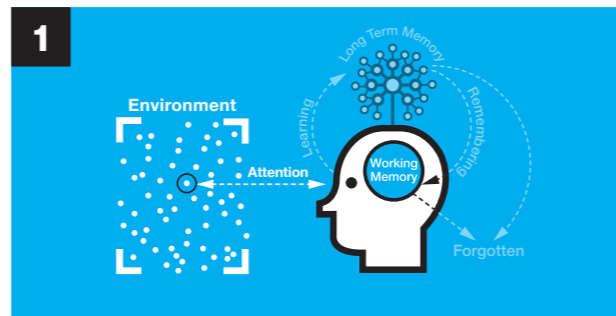 1
Environment
Attention
Learning
Long Term Memory
Remembering
Working
Memory
Forgotten